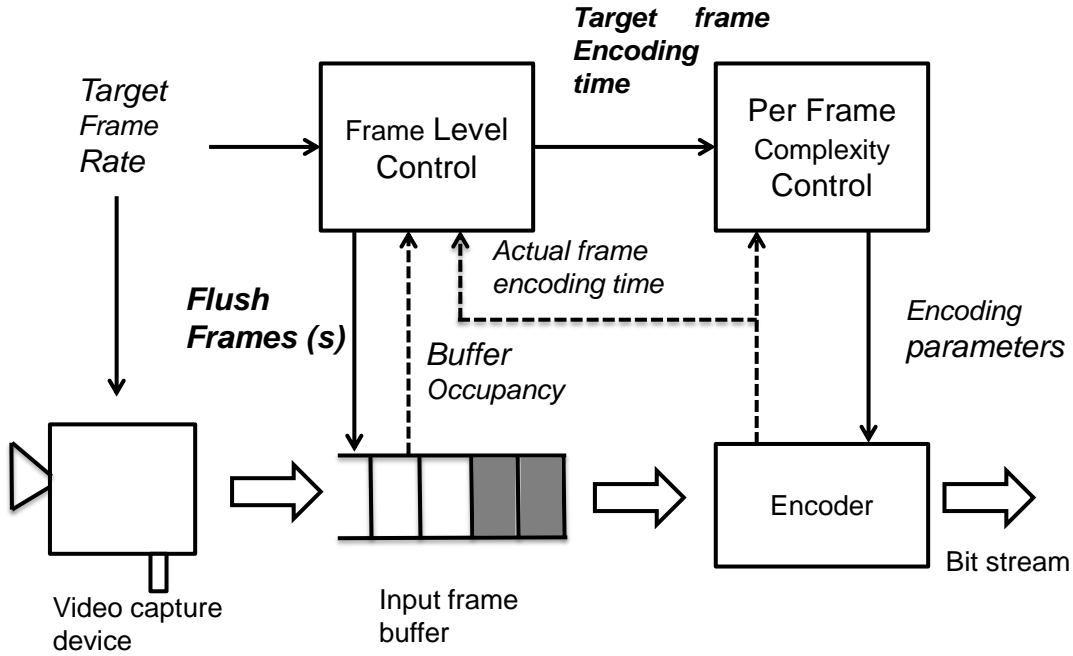 Target frame
Encoding
time
Target
Frame
Rate
Frame Level
Control
Per Frame
Complexity
Control
Actual frame
encoding time
Flush
Frames (s)
Buffer
Occupancy
Encoding
parameters
Encoder
Bit stream
Video capture
device
Input frame
buffer